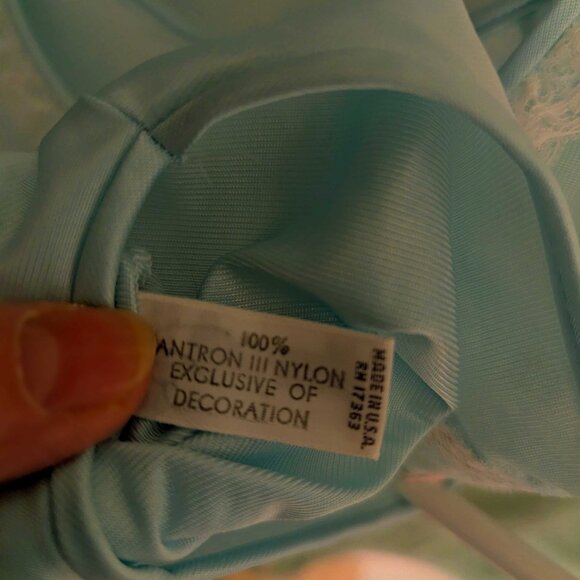 100%
ANTRON III NYLON
EXCLUSIVE OF
DECORATION
MADE IN U.S.A.
RN 17363